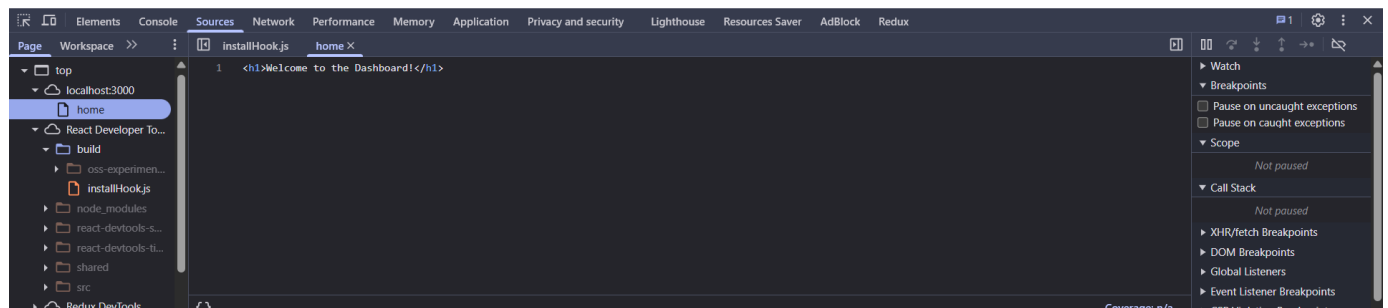 Elements Console Sources Network Performance Memory Application Privacy and security Lighthouse Resources Saver AdBlock Redux 1
Page Workspace
installHook.js home
top
localhost:3000
home
React Developer To...
build
oss-experimen...
installHook.js
node_modules
react-devtools-s...
react-devtools-ti...
shared
src
Redux DevTools
1 <h1>Welcome to the Dashboard!</h1>
{}
Coverage: n/a
Watch
Breakpoints
Pause on uncaught exceptions
Pause on caught exceptions
Scope
Not paused
Call Stack
Not paused
XHR/fetch Breakpoints
DOM Breakpoints
Global Listeners
Event Listener Breakpoints